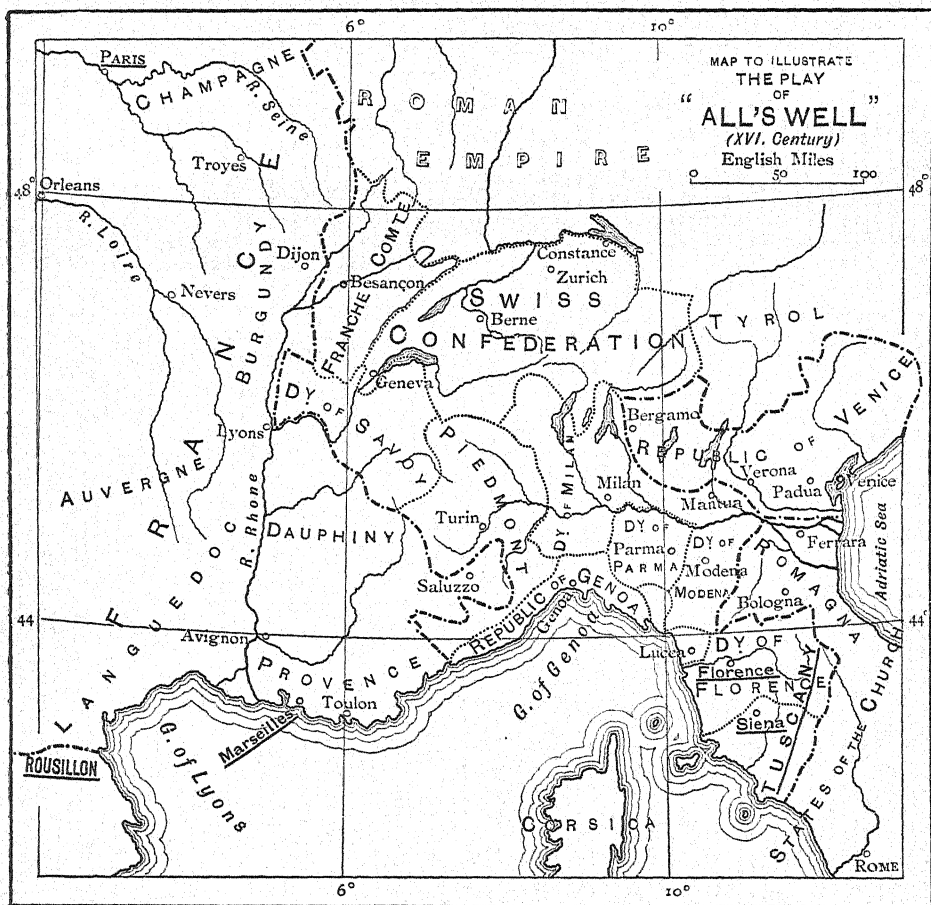 6° 10°
MAP TO ILLUSTRATE
THE PLAY
OF
"ALL'S WELL"
(XVI. Century)
English Miles
0 50 100
PARIS
CHAMPAGNE
R. Seine
ROMAN
EMPIRE
Troyes
48° 48°
Orleans
R. Loire
FRANCE
BURGUNDY
Dijon
FRANCHE COMTE
Besançon
Nevers
Constance
Zurich
SWISS
Berne
CONFEDERATION
TYROL
Geneva
DY OF SAVOY
Lyons
PIEDMONT
DY OF MILAN
Bergamo
REPUBLIC OF VENICE
Verona
Padua
Venice
Milan
Mantua
AUVERGNE
R. Rhone
DAUPHINY
Turin
DY OF
Parma
PARMA
DY OF
Modena
MODENA
Ferrara
Adriatic Sea
ROMAGNA
Saluzzo
REPUBLIC OF GENOA
Genoa
Bologna
44 44
LANGUEDOC
Avignon
PROVENCE
G. of Genoa
Lucca
DY OF
Florence
FLORENCE
Toulon
Marseilles
G. of Lyons
Siena
TUSCANY
STATES OF THE CHURCH
ROUSILLON
CORSICA
ROME
6° 10°